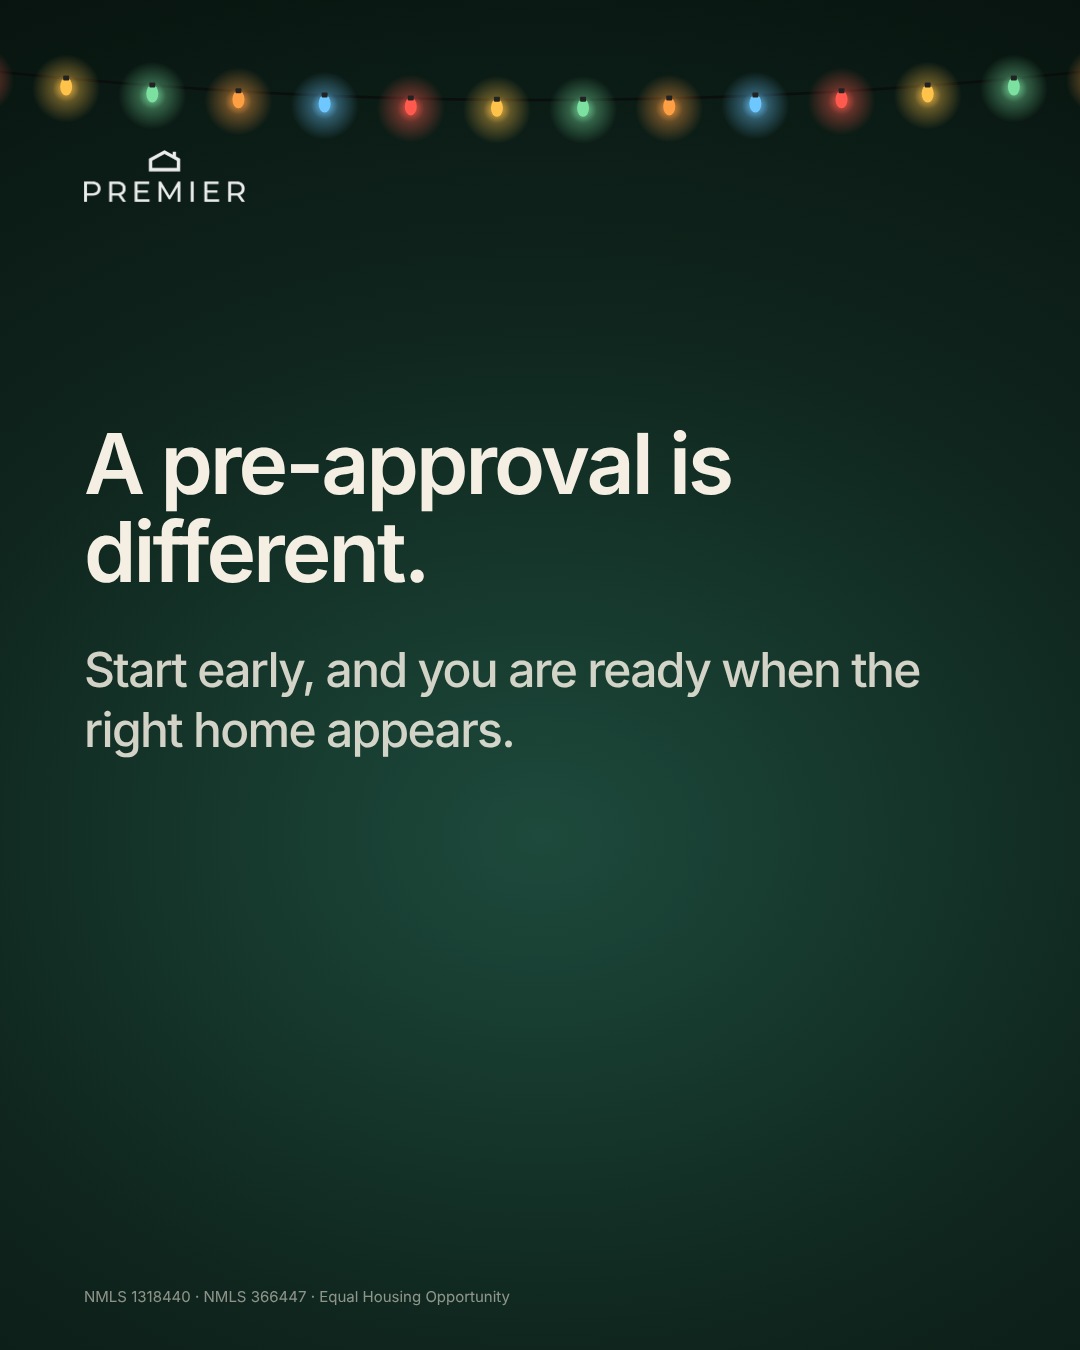 PREMIER
A pre-approval is
different.
Start early, and you are ready when the
right home appears.
NMLS 1318440 · NMLS 366447 · Equal Housing Opportunity